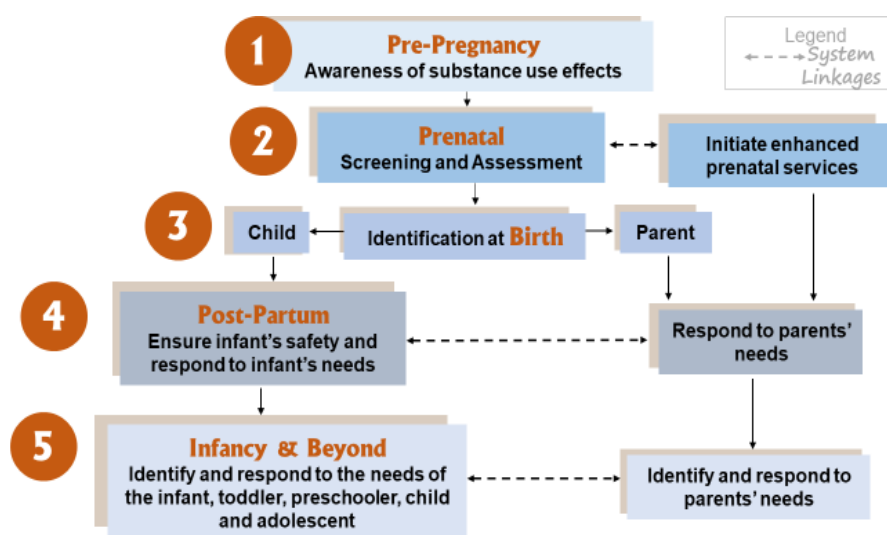 1
Pre-Pregnancy
Awareness of substance use effects
Legend
System
Linkages
2
Prenatal
Screening and Assessment
Initiate enhanced
prenatal services
3
Child
Identification at Birth
Parent
4
Post-Partum
Ensure infant's safety and
respond to infant's needs
Respond to parents'
needs
5
Infancy & Beyond
Identify and respond to the needs of
the infant, toddler, preschooler, child
and adolescent
Identify and respond to
parents' needs